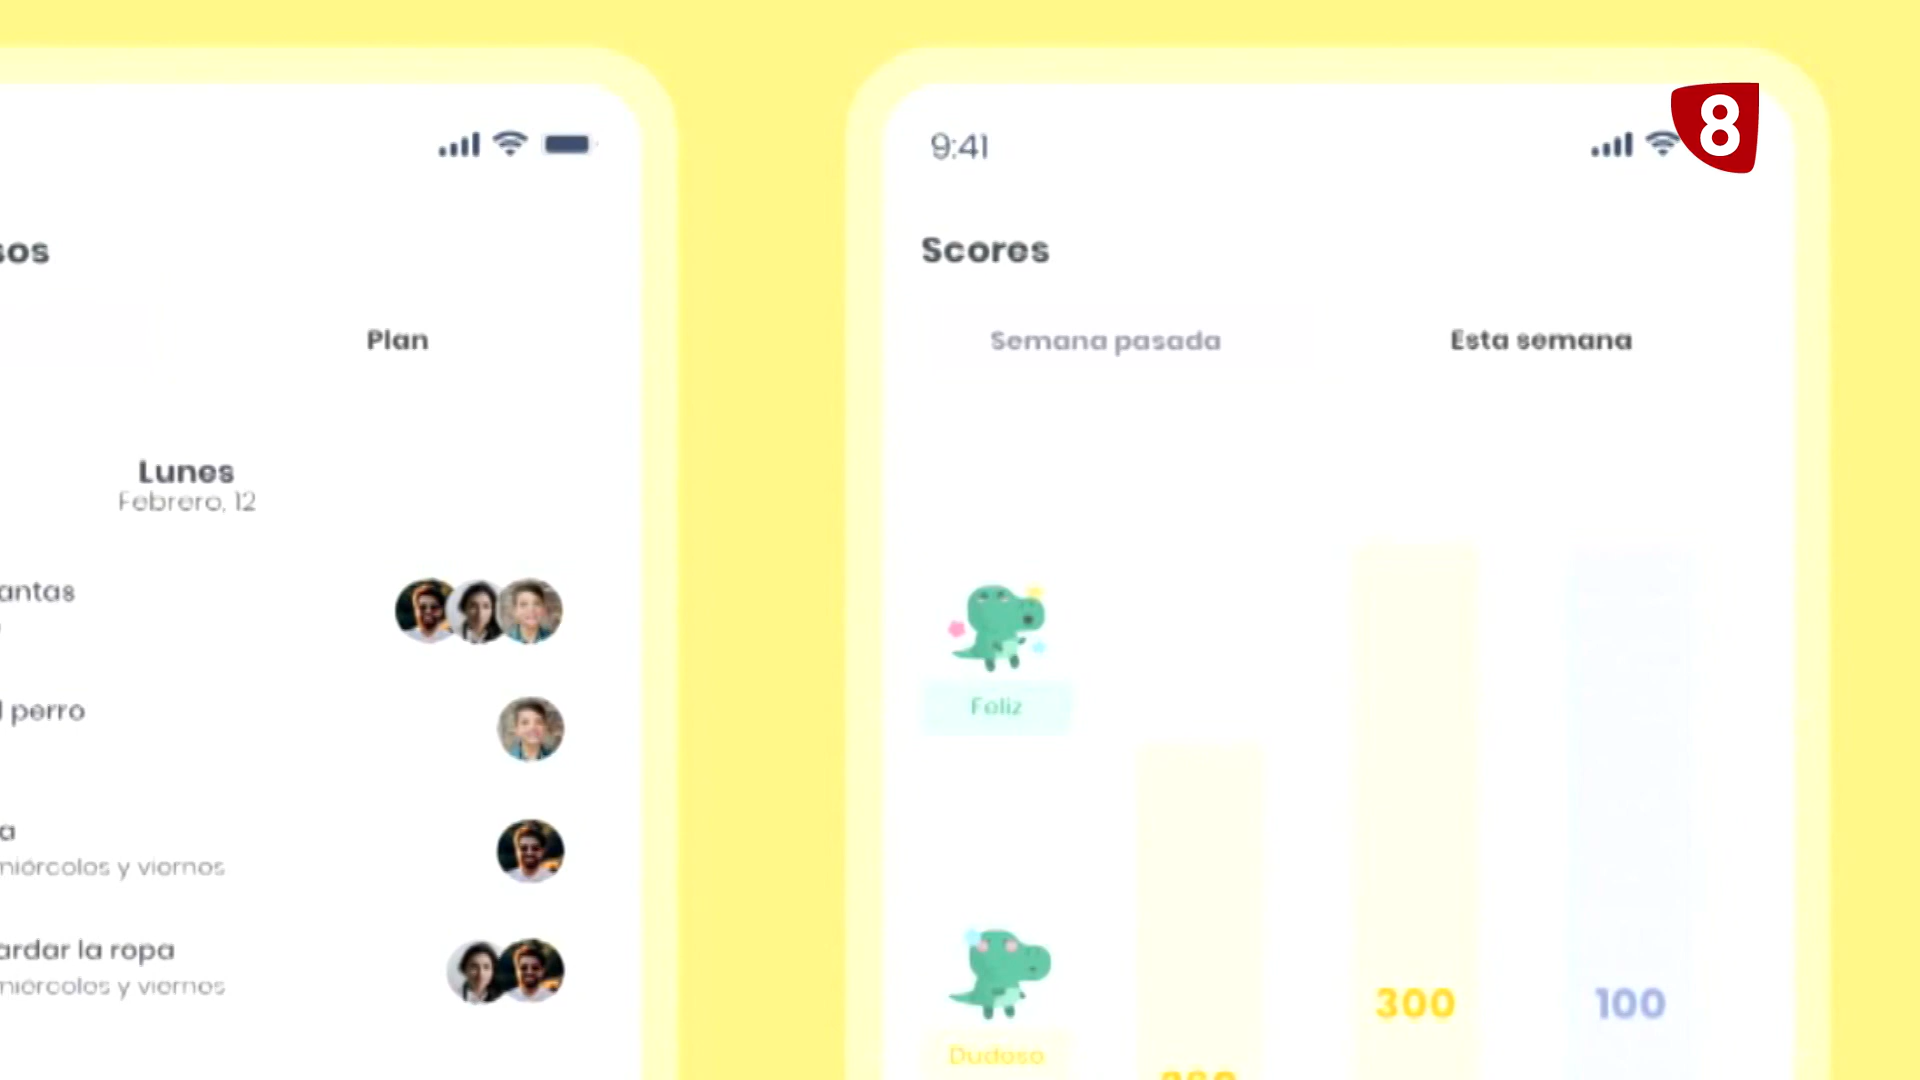 sos
Plan
Lunes
Febrero, 12
antas
l perro
a
miércoles y viernes
ardar la ropa
miércoles y viernes
9:41
8
Scores
Semana pasada
Esta semana
Feliz
Dudoso
300
100